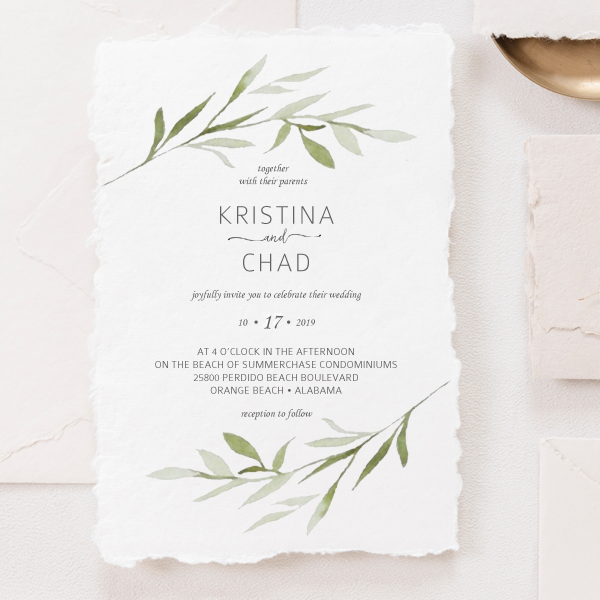 together
with their parents
KRISTINA
and
CHAD
joyfully invite you to celebrate their wedding
10 • 17 • 2019
AT 4 O'CLOCK IN THE AFTERNOON
ON THE BEACH OF SUMMERCHASE CONDOMINIUMS
25800 PERDIDO BEACH BOULEVARD
ORANGE BEACH • ALABAMA
reception to follow